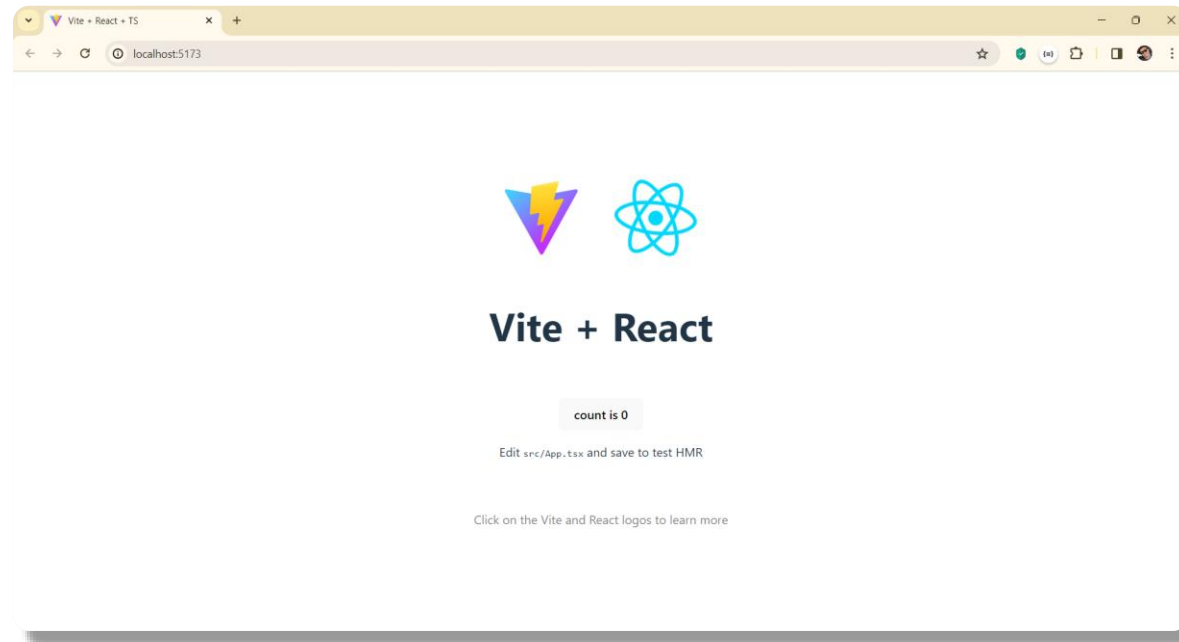 Vite + React + TS
localhost:5173
Vite + React
count is 0
Edit src/App.tsx and save to test HMR
Click on the Vite and React logos to learn more